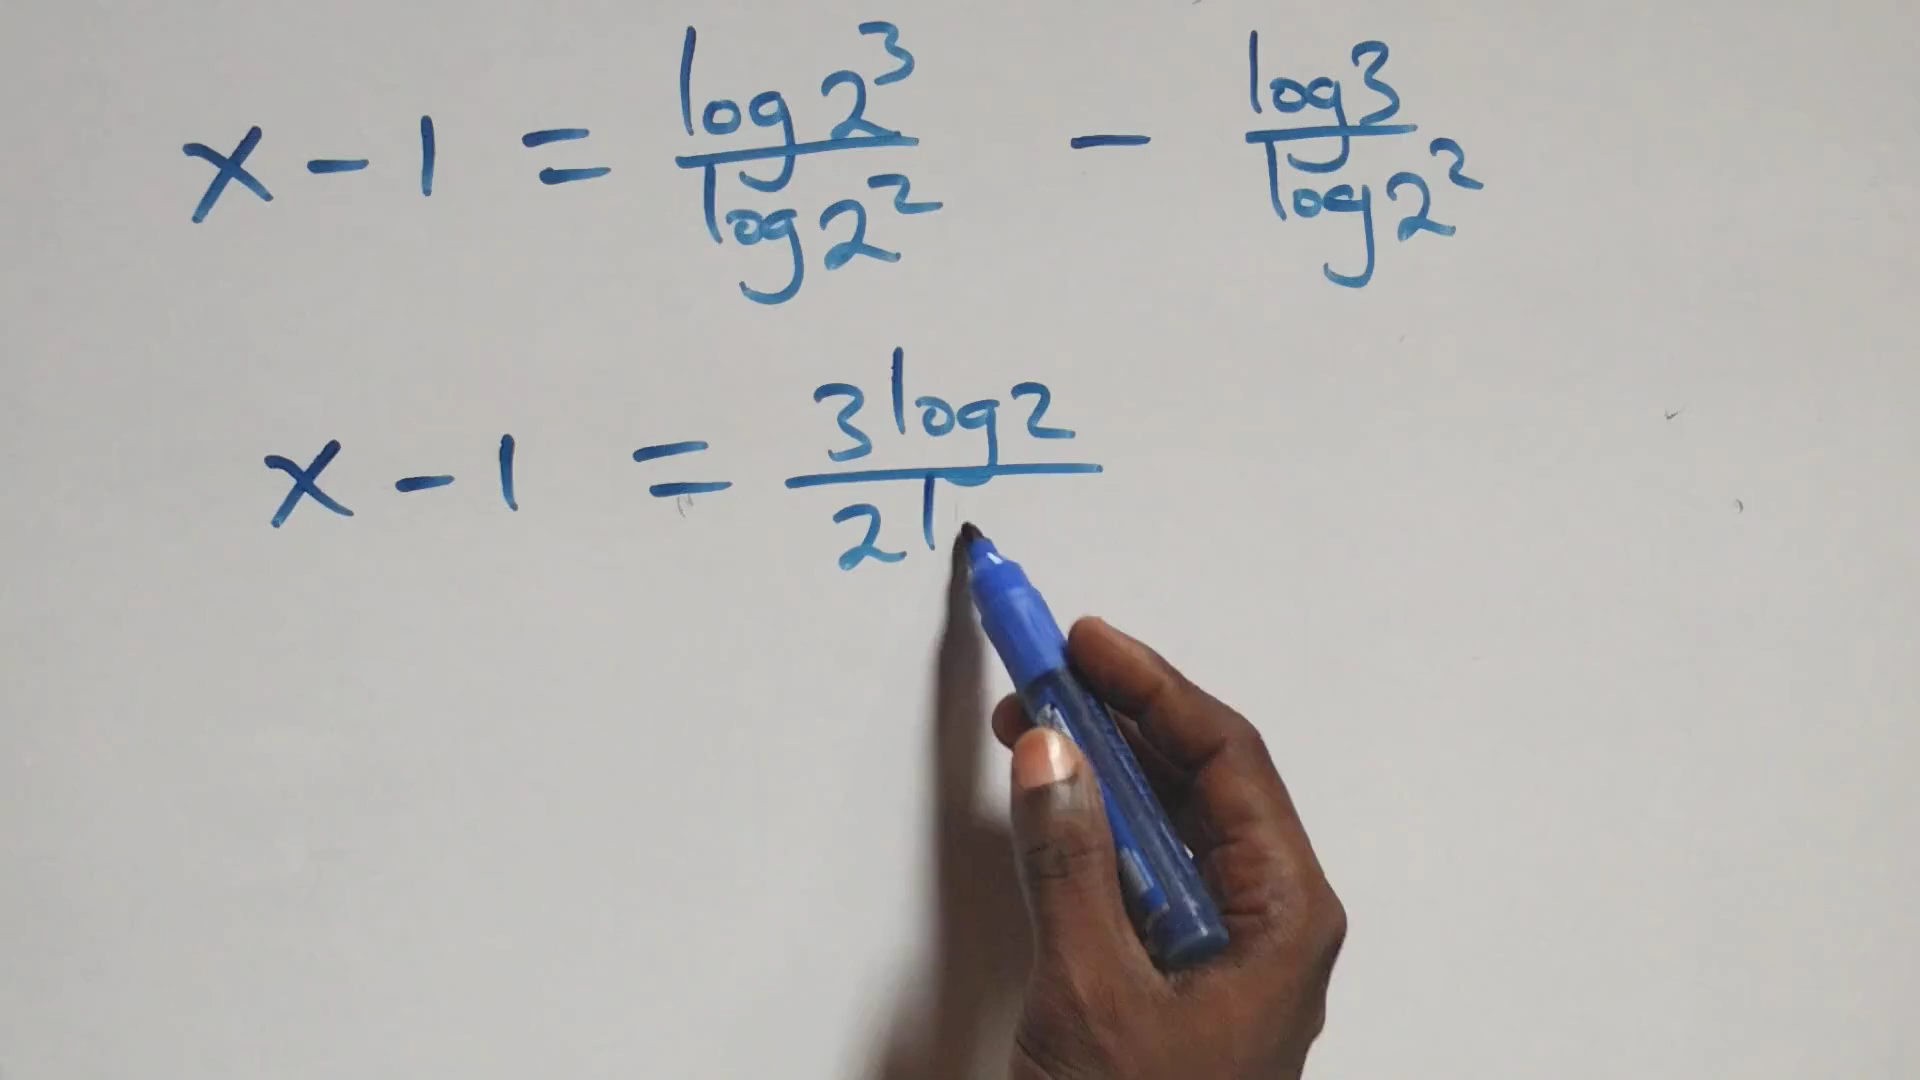 x - 1 = log 2³ / log 2² - log 3 / log 2²
x - 1 = 3 log 2 / 2 l